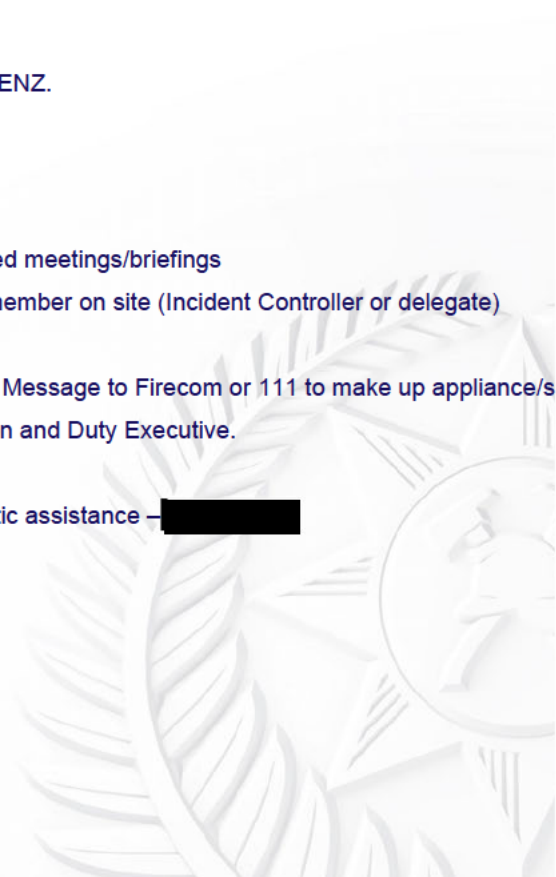 ENZ.
ed meetings/briefings
member on site (Incident Controller or delegate)
Message to Firecom or 111 to make up appliance/s
n and Duty Executive.
tic assistance –